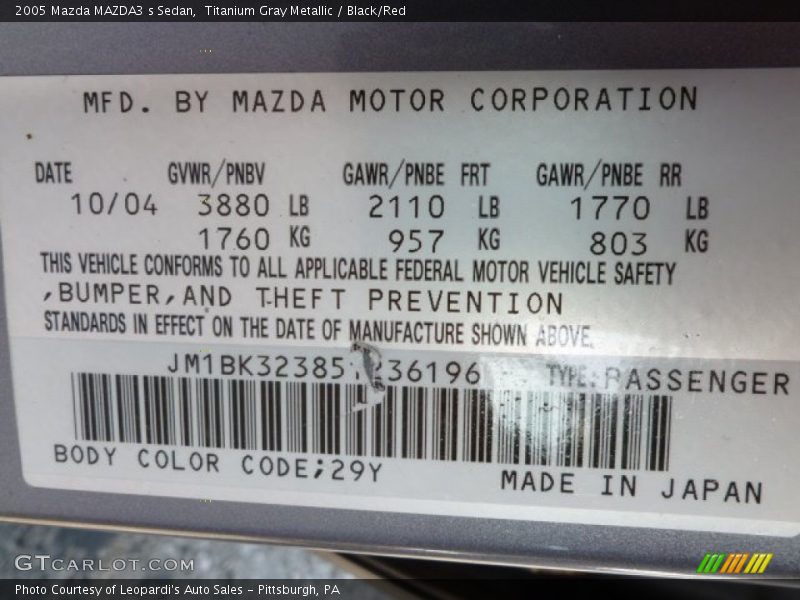 2005 Mazda MAZDA3 s Sedan,  Titanium Gray Metallic / Black/Red
MFD. BY MAZDA MOTOR CORPORATION
DATE GVWR/PNBV GAWR/PNBE FRT GAWR/PNBE RR
10/04 3880 LB 2110 LB 1770 LB
1760 KG 957 KG 803 KG
THIS VEHICLE CONFORMS TO ALL APPLICABLE FEDERAL MOTOR VEHICLE SAFETY
,BUMPER,AND THEFT PREVENTION
STANDARDS IN EFFECT ON THE DATE OF MANUFACTURE SHOWN ABOVE.
TYPE:PASSENGER
BODY COLOR CODE;29Y MADE IN JAPAN
GTCARLOT.COM
Photo Courtesy of Leopardi's Auto Sales - Pittsburgh, PA